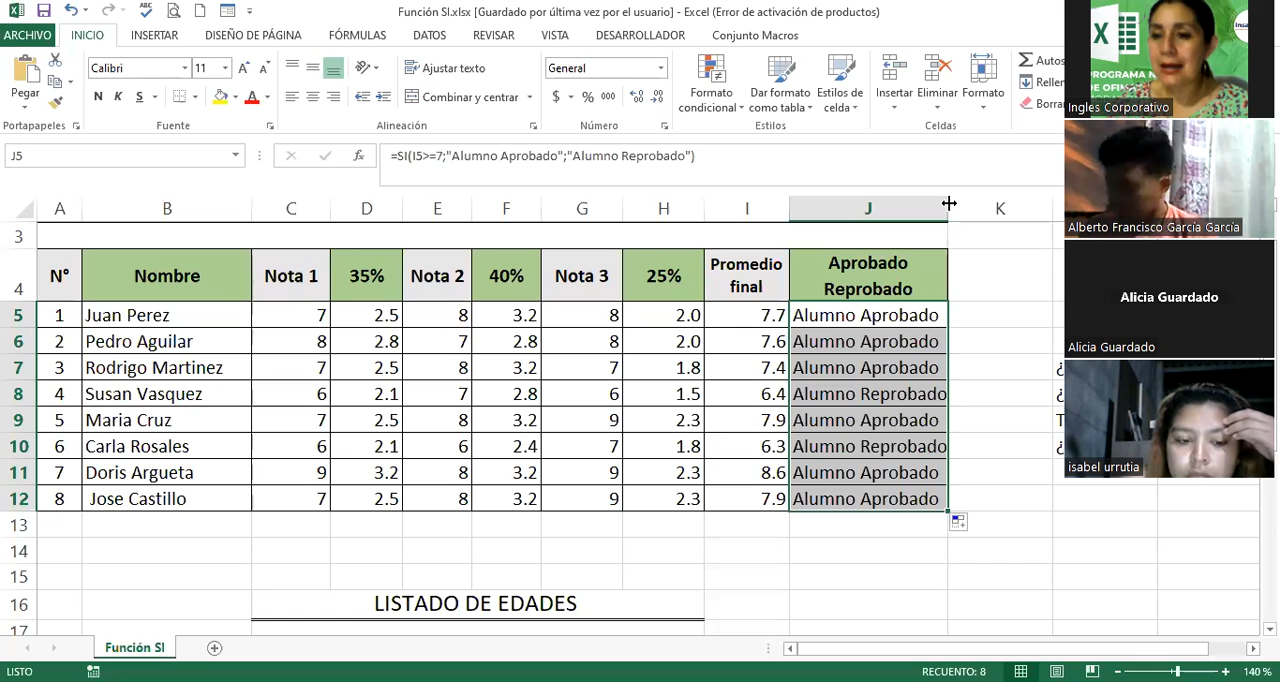 Función SI.xlsx [Guardado por última vez por el usuario] - Excel (Error de activación de productos)
ARCHIVO INICIO INSERTAR DISEÑO DE PÁGINA FÓRMULAS DATOS REVISAR VISTA DESARROLLADOR Conjunto Macros
Calibri 11 Ajustar texto General
Pegar N K S Combinar y centrar $ % 000 Formato condicional Dar formato como tabla Estilos de celda Insertar Eliminar Formato
Portapapeles Fuente Alineación Número Estilos Celdas
Σ Autos
Rellen
Borra
J5 fx =SI(I5>=7;"Alumno Aprobado";"Alumno Reprobado")
A B C D E F G H I J K
3
4 N° Nombre Nota 1 35% Nota 2 40% Nota 3 25% Promedio final Aprobado Reprobado
5 1 Juan Perez 7 2.5 8 3.2 8 2.0 7.7 Alumno Aprobado
6 2 Pedro Aguilar 8 2.8 7 2.8 8 2.0 7.6 Alumno Aprobado
7 3 Rodrigo Martinez 7 2.5 8 3.2 7 1.8 7.4 Alumno Aprobado ¿
8 4 Susan Vasquez 6 2.1 7 2.8 6 1.5 6.4 Alumno Reprobado ¿
9 5 Maria Cruz 7 2.5 8 3.2 9 2.3 7.9 Alumno Aprobado T
10 6 Carla Rosales 6 2.1 6 2.4 7 1.8 6.3 Alumno Reprobado ¿
11 7 Doris Argueta 9 3.2 8 3.2 9 2.3 8.6 Alumno Aprobado
12 8 Jose Castillo 7 2.5 8 3.2 9 2.3 7.9 Alumno Aprobado
13
14
15
16 LISTADO DE EDADES
17
Función SI
LISTO RECUENTO: 8 140 %
X
PROGRAMA
DE OFI
Ingles Corporativo
Alberto Francisco García García
Alicia Guardado
Alicia Guardado
isabel urrutia